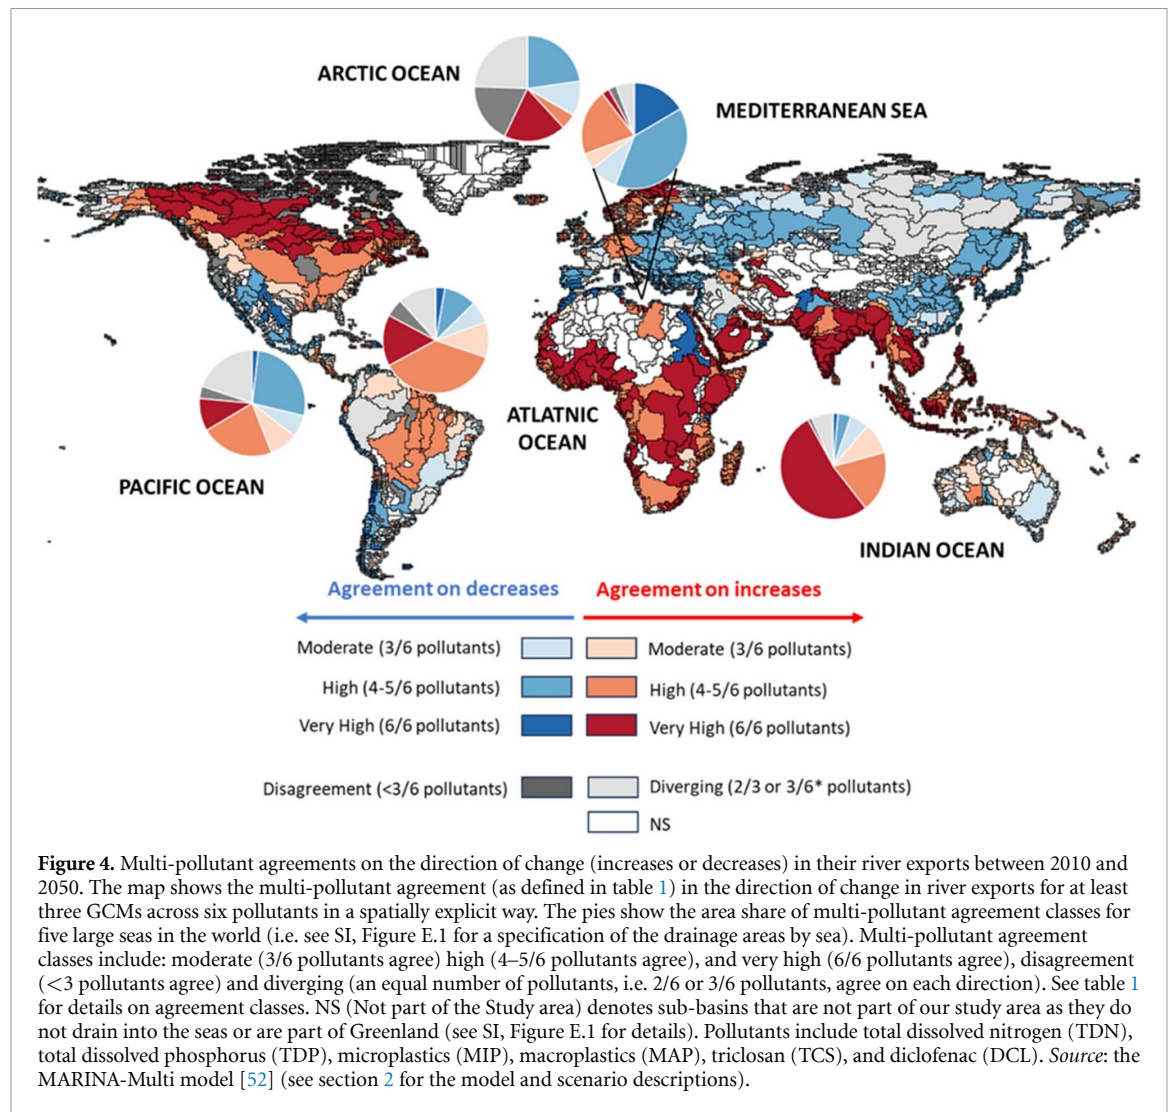 ARCTIC OCEAN
MEDITERRANEAN SEA
ATLATNIC
OCEAN
PACIFIC OCEAN
INDIAN OCEAN
Agreement on decreases
Agreement on increases
Moderate (3/6 pollutants)
Moderate (3/6 pollutants)
High (4-5/6 pollutants)
High (4-5/6 pollutants)
Very High (6/6 pollutants)
Very High (6/6 pollutants)
Disagreement (<3/6 pollutants)
Diverging (2/3 or 3/6* pollutants)
NS
Figure 4. Multi-pollutant agreements on the direction of change (increases or decreases) in their river exports between 2010 and
2050. The map shows the multi-pollutant agreement (as defined in table 1) in the direction of change in river exports for at least
three GCMs across six pollutants in a spatially explicit way. The pies show the area share of multi-pollutant agreement classes for
five large seas in the world (i.e. see SI, Figure E.1 for a specification of the drainage areas by sea). Multi-pollutant agreement
classes include: moderate (3/6 pollutants agree) high (4–5/6 pollutants agree), and very high (6/6 pollutants agree), disagreement
(<3 pollutants agree) and diverging (an equal number of pollutants, i.e. 2/6 or 3/6 pollutants, agree on each direction). See table 1
for details on agreement classes. NS (Not part of the Study area) denotes sub-basins that are not part of our study area as they do
not drain into the seas or are part of Greenland (see SI, Figure E.1 for details). Pollutants include total dissolved nitrogen (TDN),
total dissolved phosphorus (TDP), microplastics (MIP), macroplastics (MAP), triclosan (TCS), and diclofenac (DCL). Source: the
MARINA-Multi model [52] (see section 2 for the model and scenario descriptions).